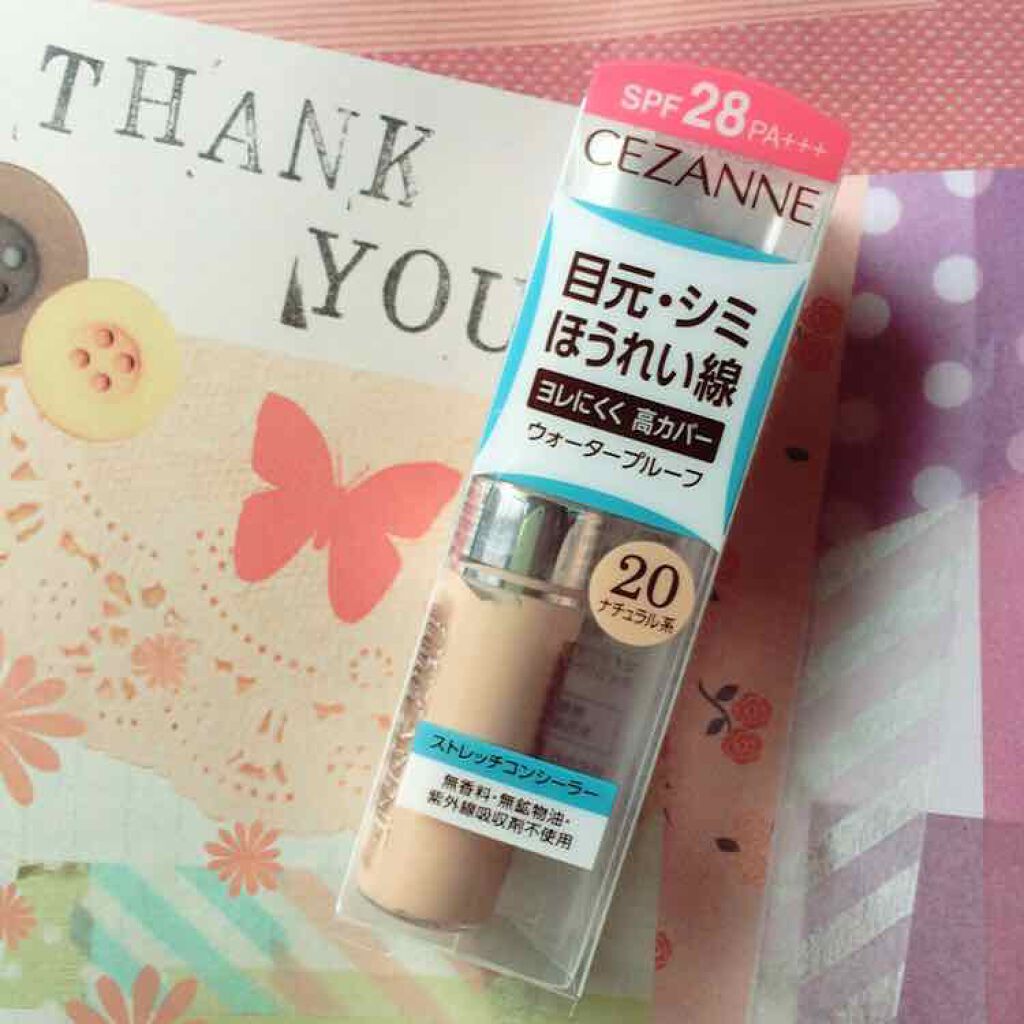 THANK
YOU
SPF 28 PA+++
CEZANNE
目元・シミ
ほうれい線
ヨレにくく 高カバー
ウォータープルーフ
20
ナチュラル系
ストレッチコンシーラー
無香料・無鉱物油・
紫外線吸収剤不使用